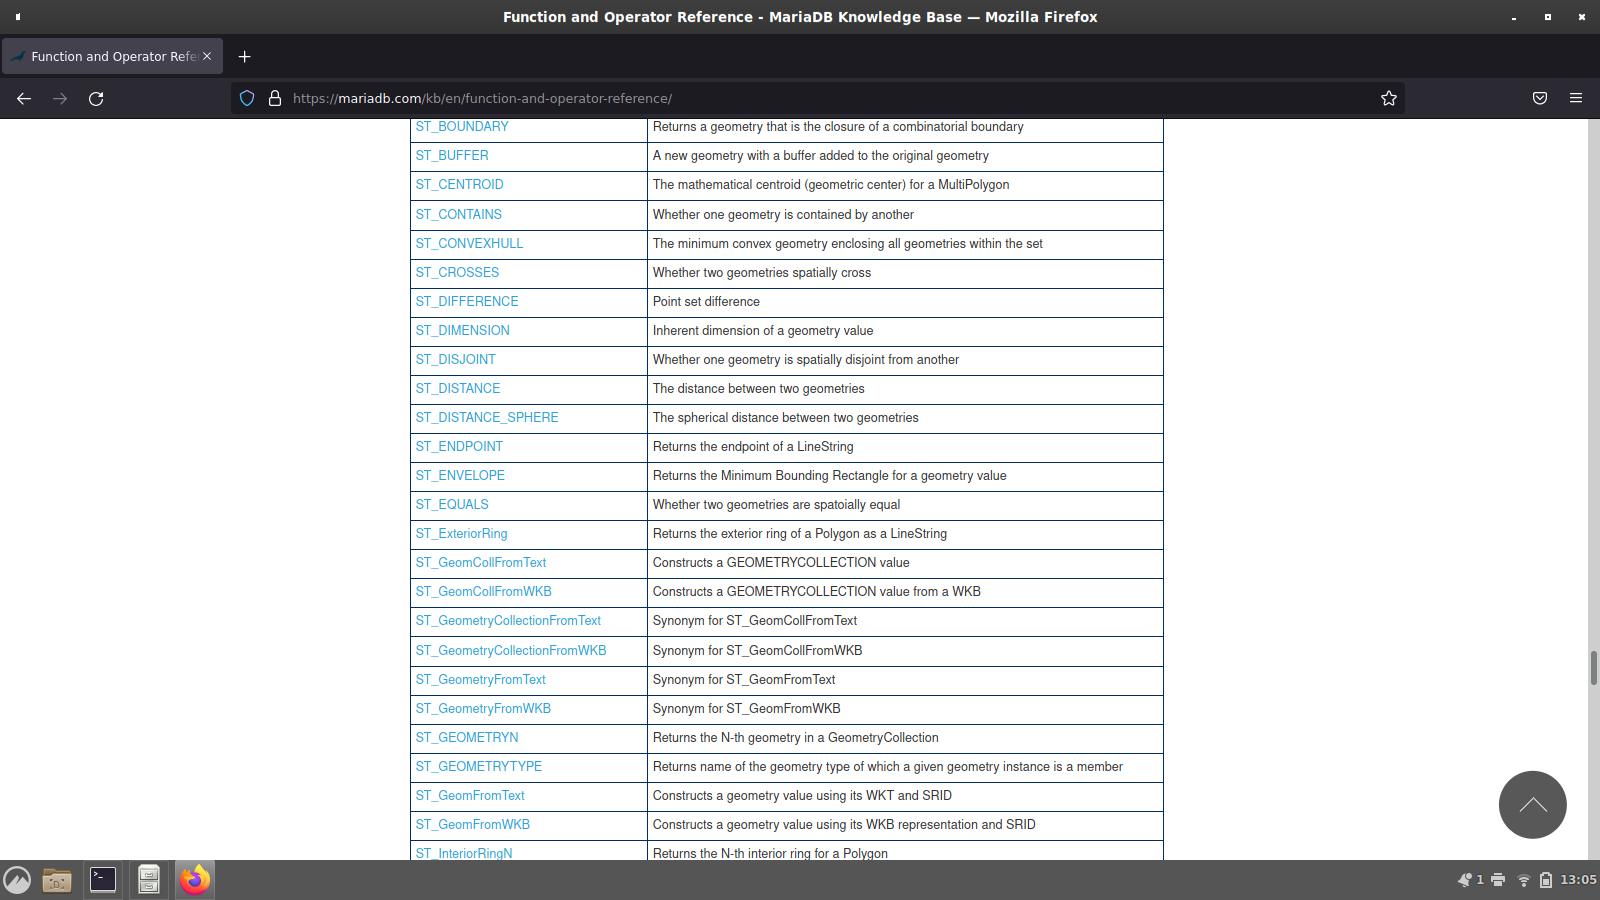 Function and Operator Reference - MariaDB Knowledge Base — Mozilla Firefox
Function and Operator Refe
https://mariadb.com/kb/en/function-and-operator-reference/
ST_BOUNDARY Returns a geometry that is the closure of a combinatorial boundary
ST_BUFFER A new geometry with a buffer added to the original geometry
ST_CENTROID The mathematical centroid (geometric center) for a MultiPolygon
ST_CONTAINS Whether one geometry is contained by another
ST_CONVEXHULL The minimum convex geometry enclosing all geometries within the set
ST_CROSSES Whether two geometries spatially cross
ST_DIFFERENCE Point set difference
ST_DIMENSION Inherent dimension of a geometry value
ST_DISJOINT Whether one geometry is spatially disjoint from another
ST_DISTANCE The distance between two geometries
ST_DISTANCE_SPHERE The spherical distance between two geometries
ST_ENDPOINT Returns the endpoint of a LineString
ST_ENVELOPE Returns the Minimum Bounding Rectangle for a geometry value
ST_EQUALS Whether two geometries are spatoially equal
ST_ExteriorRing Returns the exterior ring of a Polygon as a LineString
ST_GeomCollFromText Constructs a GEOMETRYCOLLECTION value
ST_GeomCollFromWKB Constructs a GEOMETRYCOLLECTION value from a WKB
ST_GeometryCollectionFromText Synonym for ST_GeomCollFromText
ST_GeometryCollectionFromWKB Synonym for ST_GeomCollFromWKB
ST_GeometryFromText Synonym for ST_GeomFromText
ST_GeometryFromWKB Synonym for ST_GeomFromWKB
ST_GEOMETRYN Returns the N-th geometry in a GeometryCollection
ST_GEOMETRYTYPE Returns name of the geometry type of which a given geometry instance is a member
ST_GeomFromText Constructs a geometry value using its WKT and SRID
ST_GeomFromWKB Constructs a geometry value using its WKB representation and SRID
ST_InteriorRingN Returns the N-th interior ring for a Polygon
1 13:05